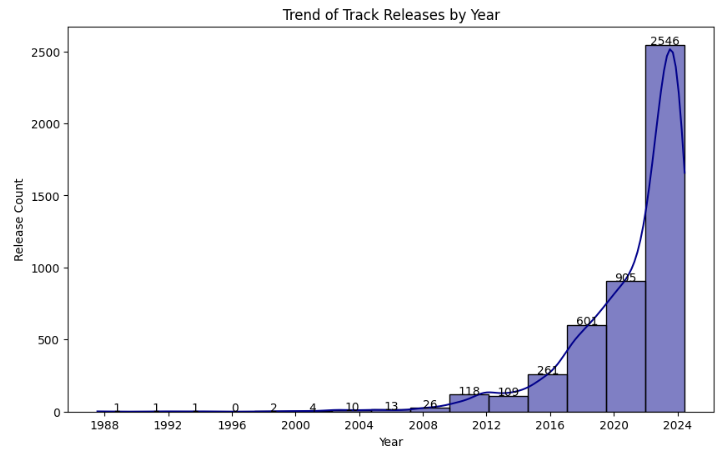 Trend of Track Releases by Year
Release Count
2500
2000
1500
1000
500
0
1 1 1 0 2 4 10 13 26 118 109 261 601 905 2546
1988 1992 1996 2000 2004 2008 2012 2016 2020 2024
Year